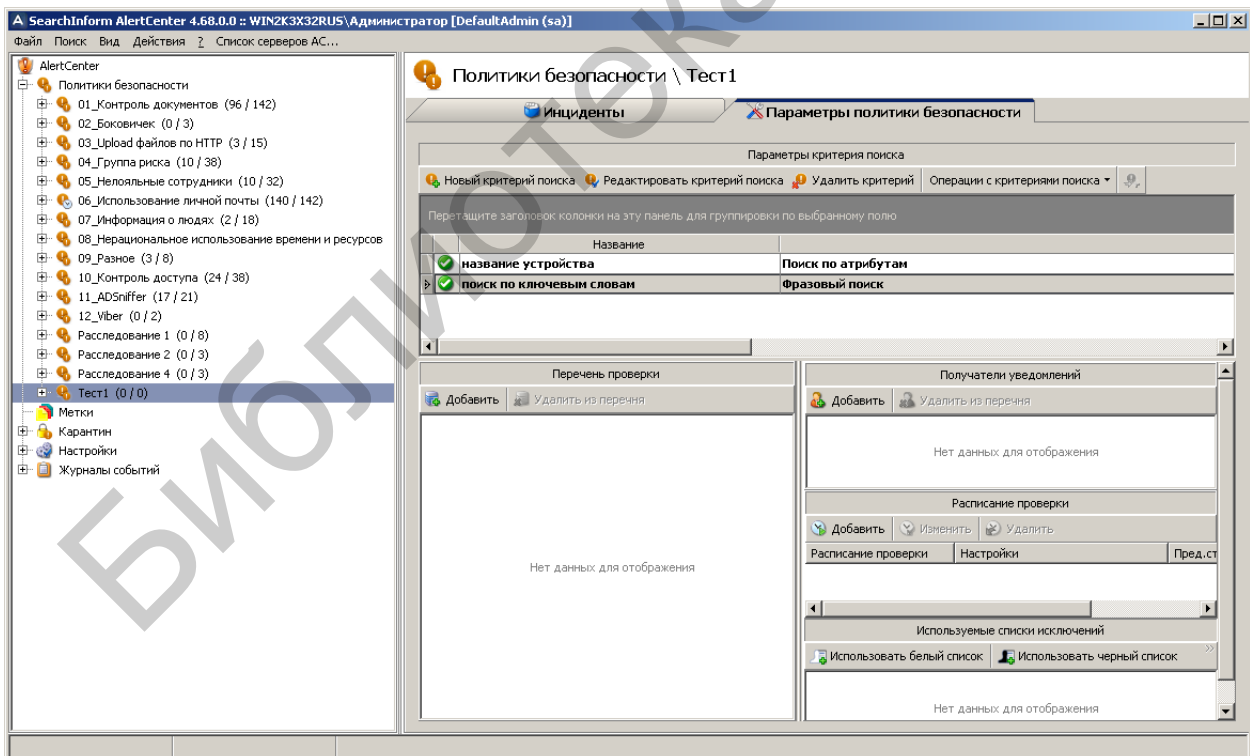 SearchInform AlertCenter 4.68.0.0 :: WIN2K3X32RUS\Администратор [DefaultAdmin (sa)]
Файл Поиск Вид Действия ? Список серверов АС...
AlertCenter
Политики безопасности
01_Контроль документов (96 / 142)
02_Боковичек (0 / 3)
03_Upload файлов по HTTP (3 / 15)
04_Группа риска (10 / 38)
05_Нелояльные сотрудники (10 / 32)
06_Использование личной почты (140 / 142)
07_Информация о людях (2 / 18)
08_Нерациональное использование времени и ресурсов
09_Разное (3 / 8)
10_Контроль доступа (24 / 38)
11_ADSniffer (17 / 21)
12_Viber (0 / 2)
Расследование 1 (0 / 8)
Расследование 2 (0 / 3)
Расследование 4 (0 / 3)
Тест1 (0 / 0)
Метки
Карантин
Настройки
Журналы событий
Политики безопасности \ Тест1
Инциденты Параметры политики безопасности
Параметры критерия поиска
Новый критерий поиска Редактировать критерий поиска Удалить критерий Операции с критериями поиска
Перетащите заголовок колонки на эту панель для группировки по выбранному полю
Название
название устройства Поиск по атрибутам
поиск по ключевым словам Фразовый поиск
Перечень проверки
Добавить Удалить из перечня
Нет данных для отображения
Получатели уведомлений
Добавить Удалить из перечня
Нет данных для отображения
Расписание проверки
Добавить Изменить Удалить
Расписание проверки Настройки Пред.ст
Используемые списки исключений
Использовать белый список Использовать черный список
Нет данных для отображения
Библиотека